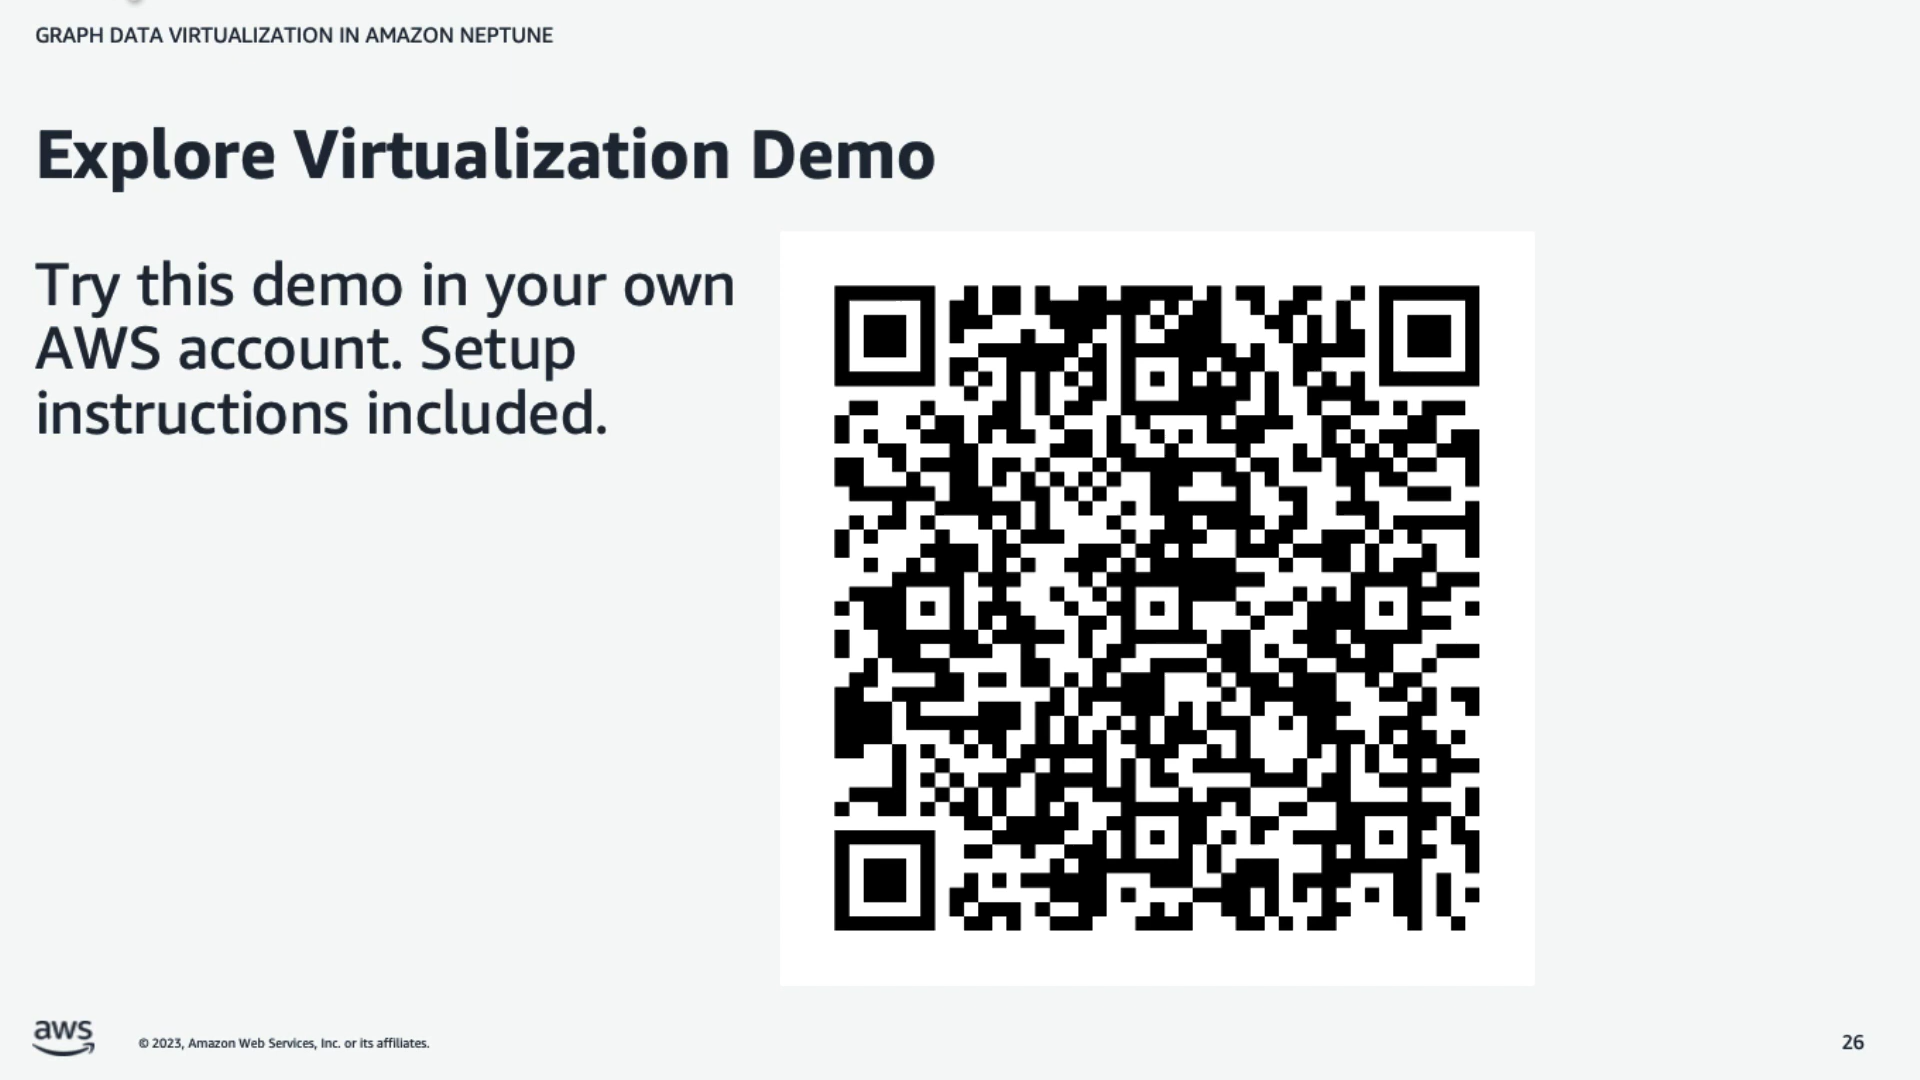 GRAPH DATA VIRTUALIZATION IN AMAZON NEPTUNE
Explore Virtualization Demo
Try this demo in your own
AWS account. Setup
instructions included.
aws
© 2023, Amazon Web Services, Inc. or its affiliates.
26